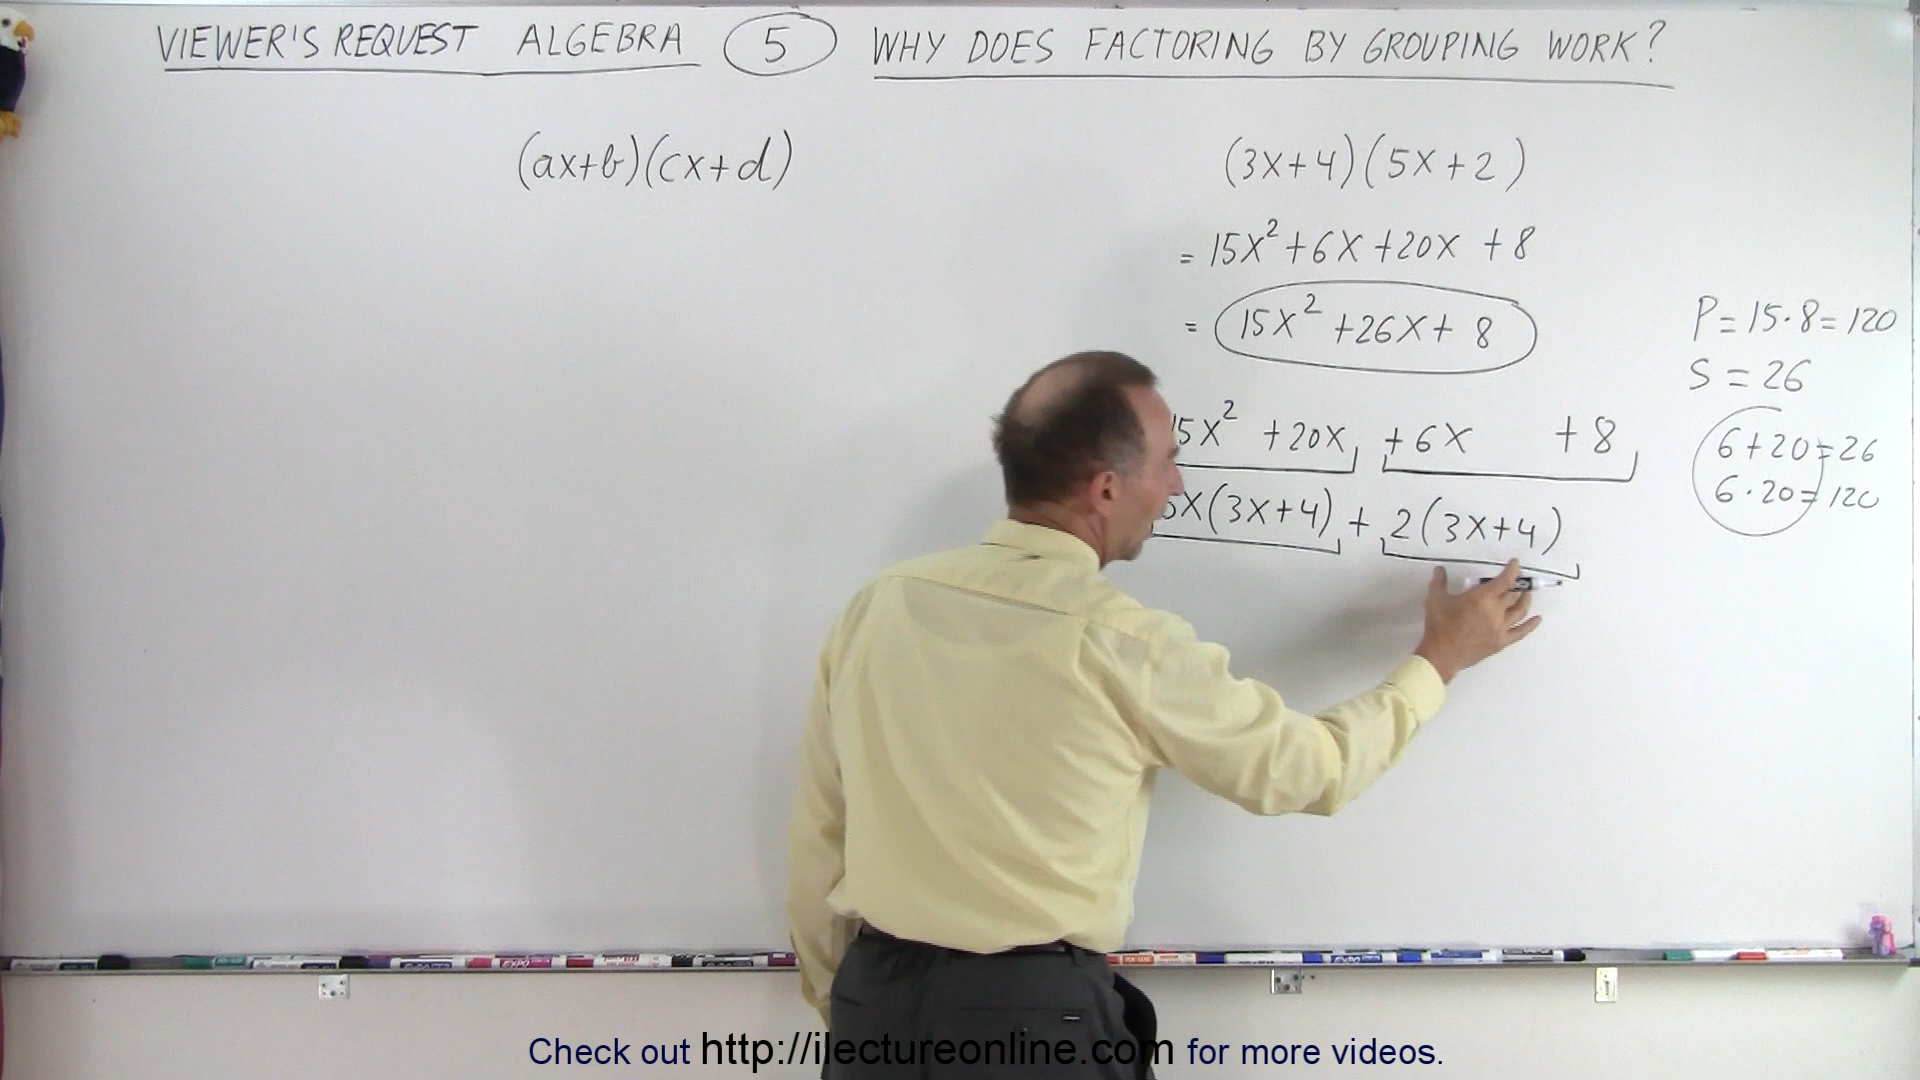 VIEWER'S REQUEST ALGEBRA 5 WHY DOES FACTORING BY GROUPING WORK?
(ax+b)(cx+d)
(3x+4)(5x+2)
= 15x² + 6x + 20x + 8
= 15x² + 26x + 8
P = 15·8 = 120
S = 26
6 + 20 = 26
6 · 20 = 120
15x² + 20x + 6x + 8
5x(3x+4) + 2(3x+4)
Check out http://ilectureonline.com for more videos.